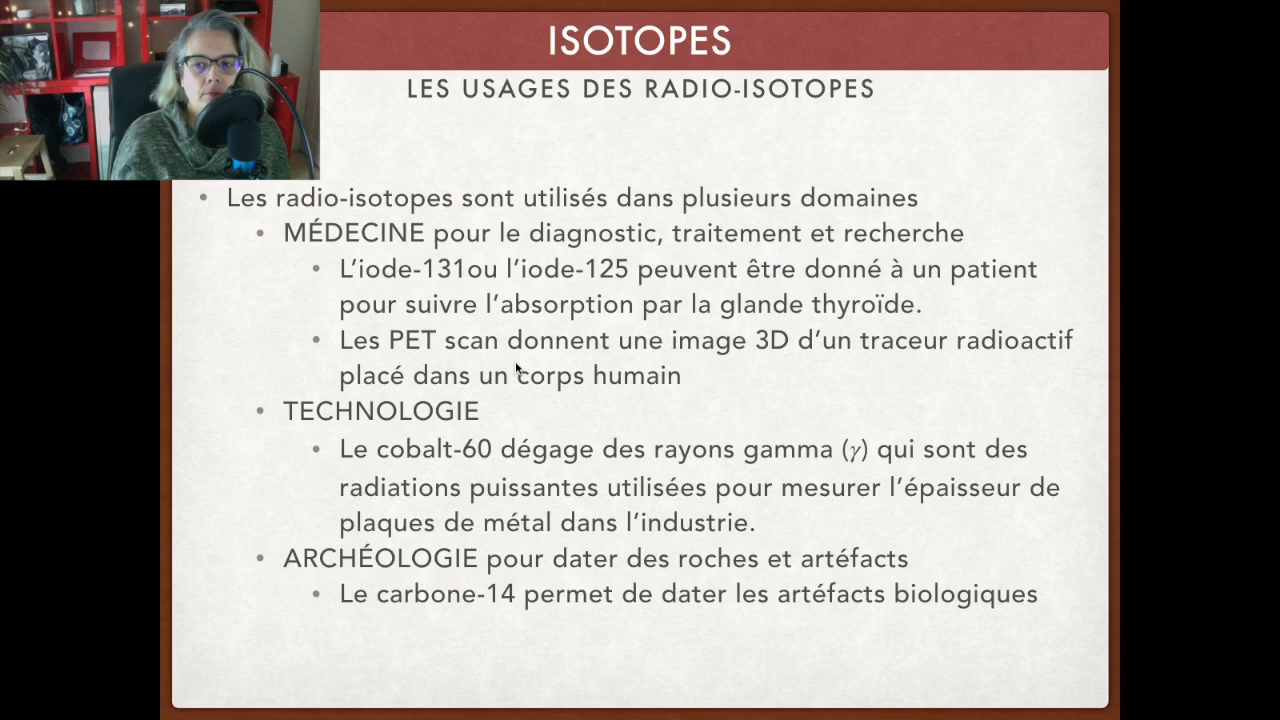 ISOTOPES
LES USAGES DES RADIO-ISOTOPES
• Les radio-isotopes sont utilisés dans plusieurs domaines
• MÉDECINE pour le diagnostic, traitement et recherche
• L’iode-131ou l’iode-125 peuvent être donné à un patient
pour suivre l’absorption par la glande thyroïde.
• Les PET scan donnent une image 3D d’un traceur radioactif
placé dans un corps humain
• TECHNOLOGIE
• Le cobalt-60 dégage des rayons gamma (γ) qui sont des
radiations puissantes utilisées pour mesurer l’épaisseur de
plaques de métal dans l’industrie.
• ARCHÉOLOGIE pour dater des roches et artéfacts
• Le carbone-14 permet de dater les artéfacts biologiques